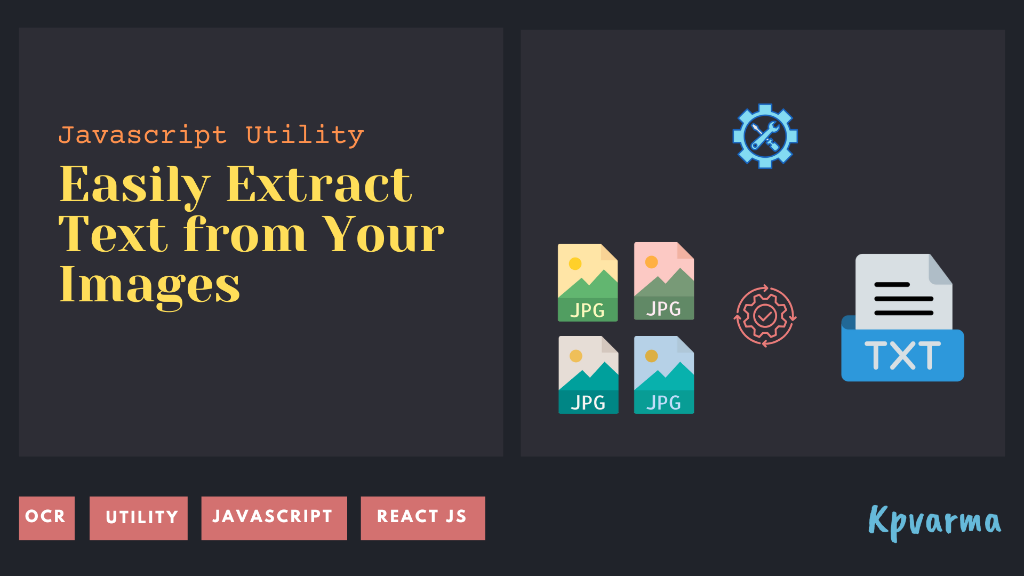 Javascript Utility
Easily Extract
Text from Your
Images
JPG
JPG
JPG
JPG
TXT
OCR
UTILITY
JAVASCRIPT
REACT JS
Kpvarma